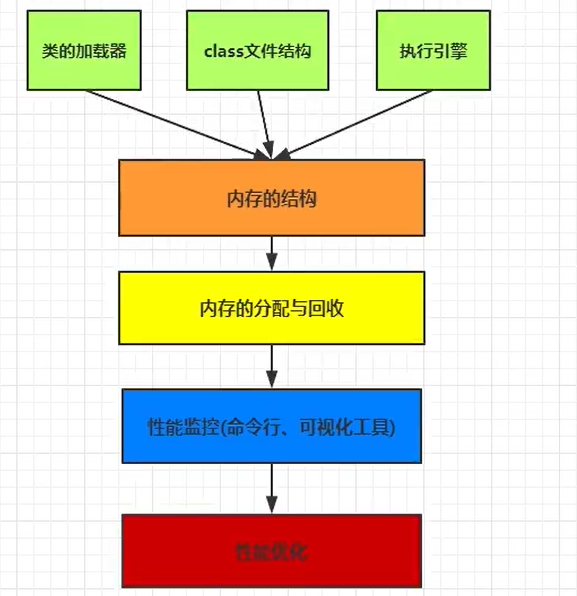 类的加载器
class文件结构
执行引擎
内存的结构
内存的分配与回收
性能监控(命令行、可视化工具)
性能优化